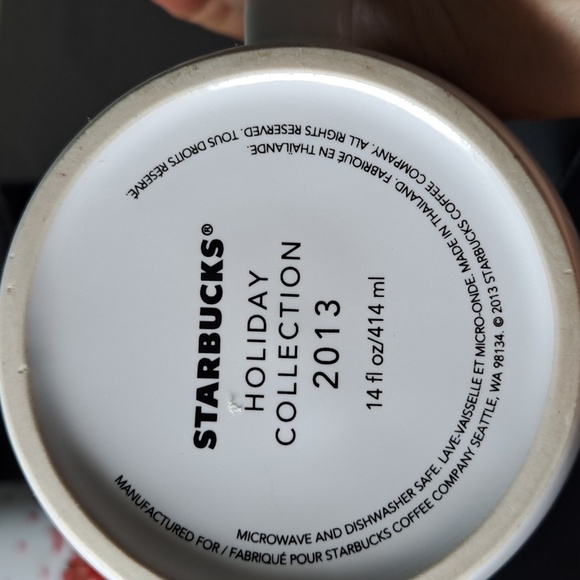 STARBUCKS®
HOLIDAY
COLLECTION
2013
14 fl oz/414 ml
MICROWAVE AND DISHWASHER SAFE. LAVE-VAISSELLE ET MICRO-ONDE. MADE IN THAILAND. FABRIQUÉ EN THAÏLANDE.
MANUFACTURED FOR / FABRIQUÉ POUR STARBUCKS COFFEE COMPANY SEATTLE, WA 98134. © 2013 STARBUCKS COFFEE COMPANY. ALL RIGHTS RESERVED. TOUS DROITS RÉSERVÉ.